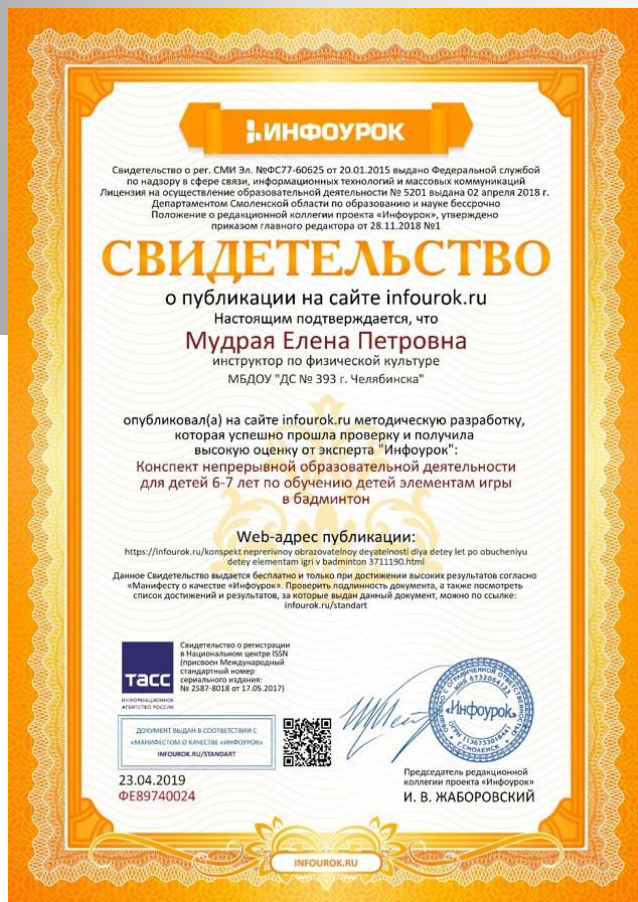 ИНФОУРОК
Свидетельство о рег. СМИ Эл. №ФС77-60625 от 20.01.2015 выдано Федеральной службой
по надзору в сфере связи, информационных технологий и массовых коммуникаций
Лицензия на осуществление образовательной деятельности № 5201 выдана 02 апреля 2018 г.
Департаментом Смоленской области по образованию и науке бессрочно
Положение о редакционной коллегии проекта «Инфоурок», утверждено
приказом главного редактора от 28.11.2018 №1
СВИДЕТЕЛЬСТВО
о публикации на сайте infourok.ru
Настоящим подтверждается, что
Мудрая Елена Петровна
инструктор по физической культуре
МБДОУ "ДС № 393 г. Челябинска"
опубликовал(а) на сайте infourok.ru методическую разработку,
которая успешно прошла проверку и получила
высокую оценку от эксперта "Инфоурок":
Конспект непрерывной образовательной деятельности
для детей 6-7 лет по обучению детей элементам игры
в бадминтон
Web-адрес публикации:
https://infourok.ru/konspekt neprerivnoy obrazovatelnoy deyatelnosti dlya detey let po obucheniyu
detey elementam igri v badminton 3711190.html
Данное Свидетельство выдается бесплатно и только при достижении высоких результатов согласно
«Манифесту о качестве «Инфоурок». Проверить подлинность документа, а также посмотреть
список достижений и результатов, за которые выдан данный документ, можно по ссылке:
infourok.ru/standart
ТАСС
ИНФОРМАЦИОННОЕ
АГЕНТСТВО РОССИИ
Свидетельство о регистрации
в Национальном центре ISSN
(присвоен Международный
стандартный номер
сериального издания:
№ 2587-8018 от 17.05.2017)
ДОКУМЕНТ ВЫДАН В СООТВЕТСТВИИ С
«МАНИФЕСТОМ О КАЧЕСТВЕ «ИНФОУРОК»
INFOUROK.RU/STANDART
23.04.2019
ФЕ89740024
«Инфоурок»
Г.СМОЛЕНСК
Председатель редакционной
коллегии проекта «Инфоурок»
И. В. ЖАБОРОВСКИЙ
INFOUROK.RU